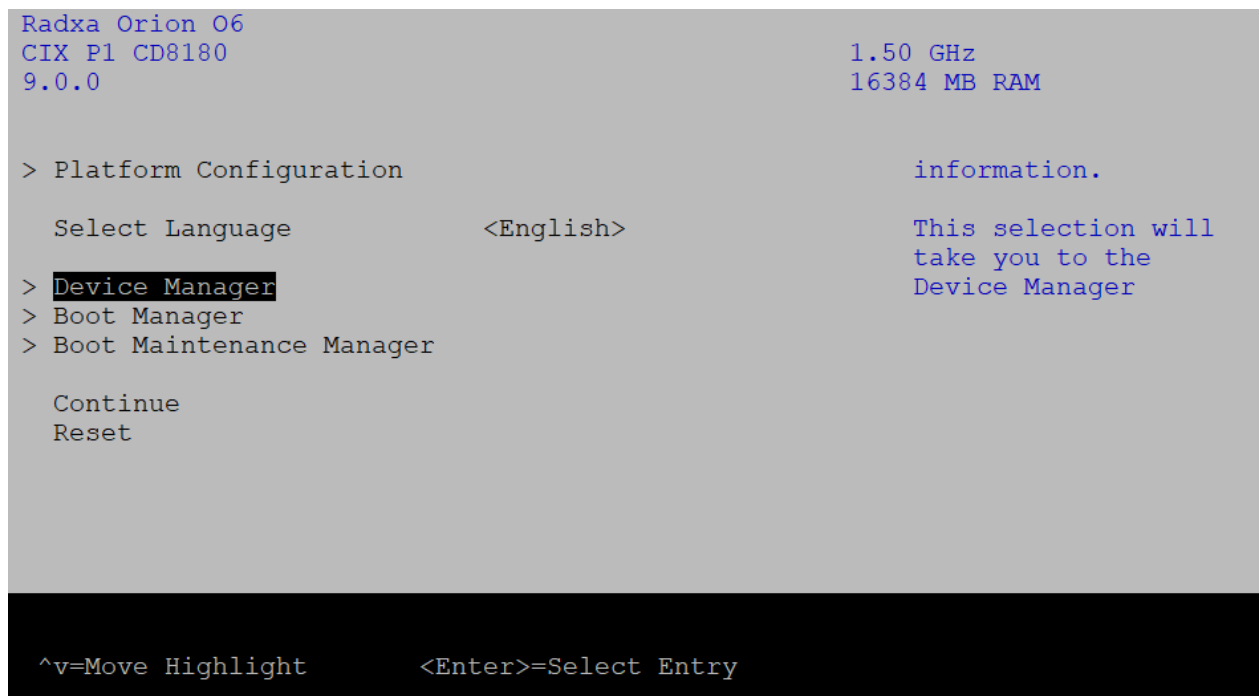 Radxa Orion O6
CIX P1 CD8180 1.50 GHz
9.0.0 16384 MB RAM
> Platform Configuration information.
Select Language <English> This selection will
take you to the
> Device Manager Device Manager
> Boot Manager
> Boot Maintenance Manager
Continue
Reset
^v=Move Highlight <Enter>=Select Entry